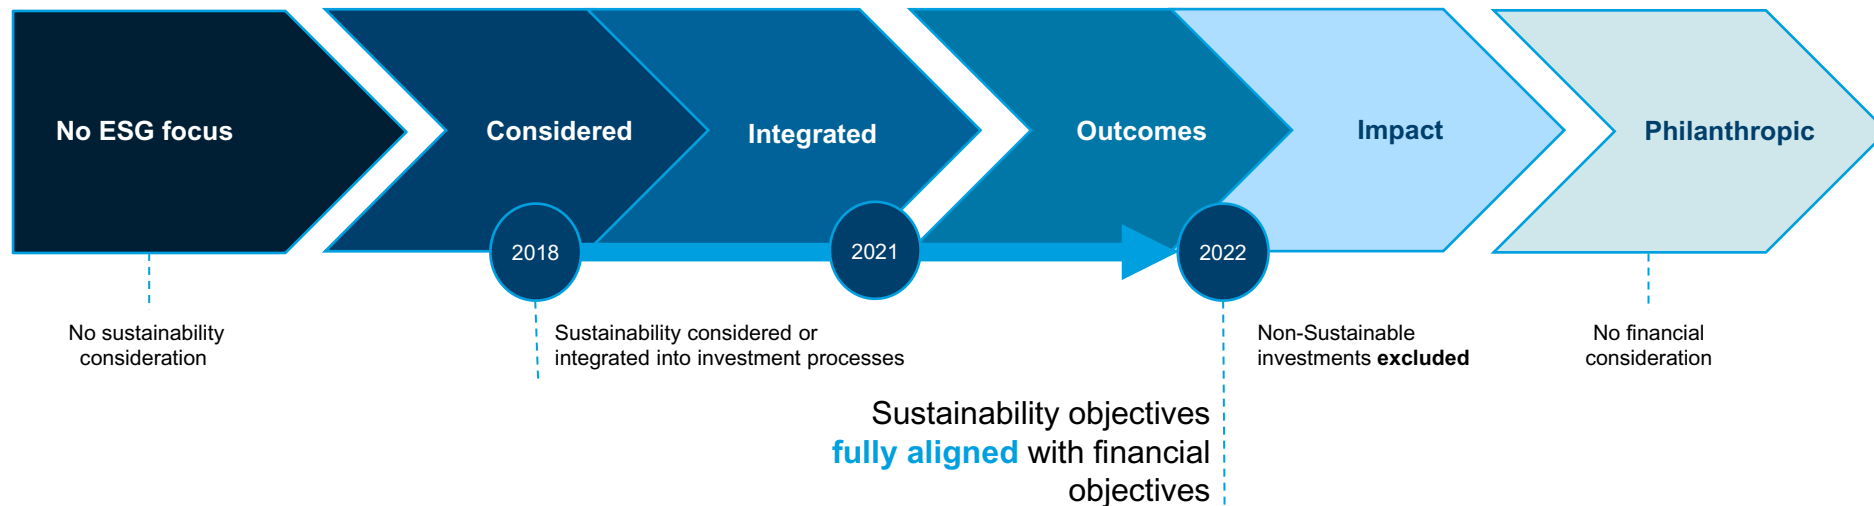 No ESG focus
Considered
Integrated
Outcomes
Impact
Philanthropic
2018
2021
2022
No sustainability
consideration
Sustainability considered or
integrated into investment processes
Non-Sustainable
investments excluded
No financial
consideration
Sustainability objectives
fully aligned with financial
objectives